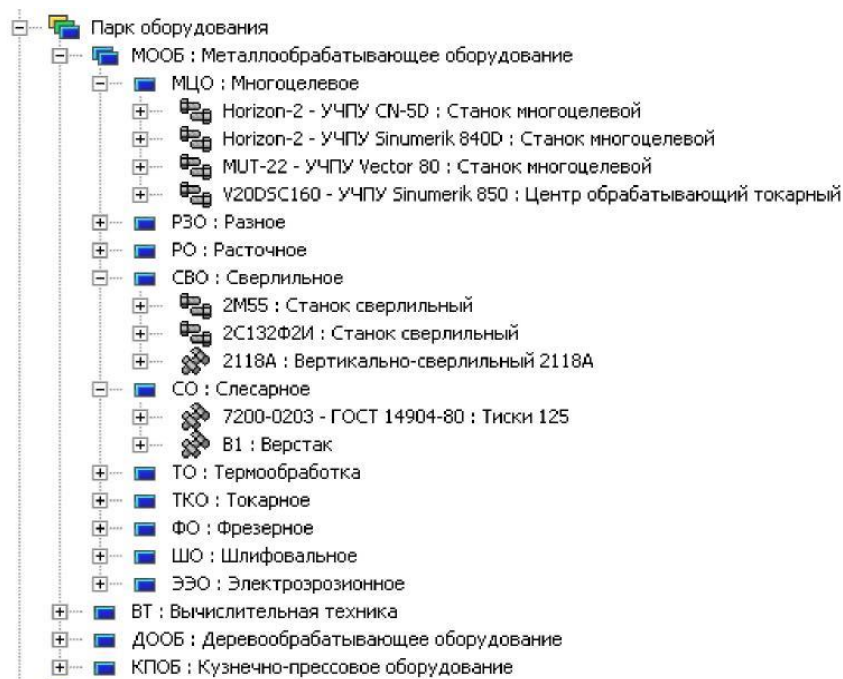 Парк оборудования
МООБ : Металлообрабатывающее оборудование
МЦО : Многоцелевое
Horizon-2 - УЧПУ CN-5D : Станок многоцелевой
Horizon-2 - УЧПУ Sinumerik 840D : Станок многоцелевой
MUT-22 - УЧПУ Vector 80 : Станок многоцелевой
V20DSC160 - УЧПУ Sinumerik 850 : Центр обрабатывающий токарный
РЗО : Разное
РО : Расточное
СВО : Сверлильное
2М55 : Станок сверлильный
2С132Ф2И : Станок сверлильный
2118А : Вертикально-сверлильный 2118А
СО : Слесарное
7200-0203 - ГОСТ 14904-80 : Тиски 125
В1 : Верстак
ТО : Термообработка
ТКО : Токарное
ФО : Фрезерное
ШО : Шлифовальное
ЭЭО : Электроэрозионное
ВТ : Вычислительная техника
ДООБ : Деревообрабатывающее оборудование
КПОБ : Кузнечно-прессовое оборудование